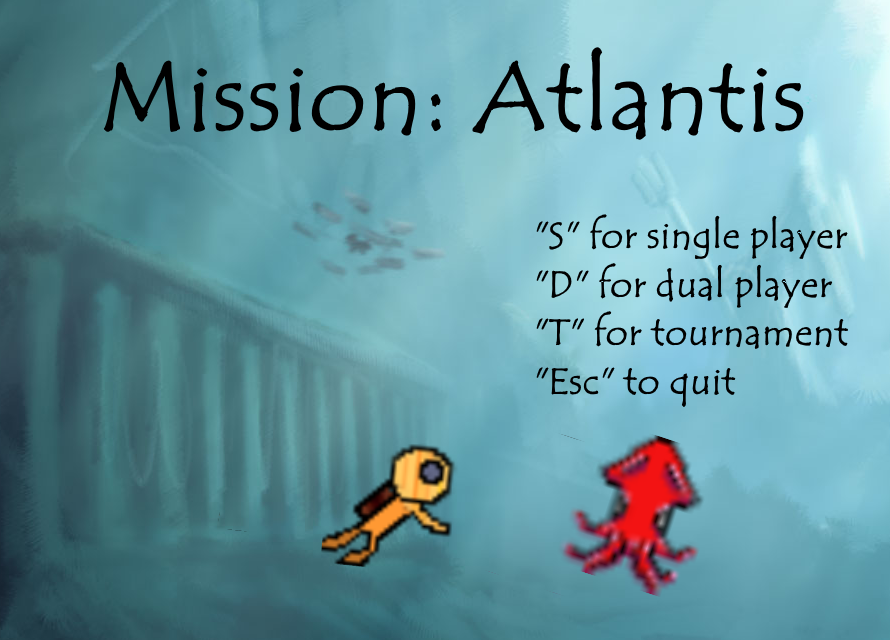 Mission: Atlantis
"S" for single player
"D" for dual player
"T" for tournament
"Esc" to quit